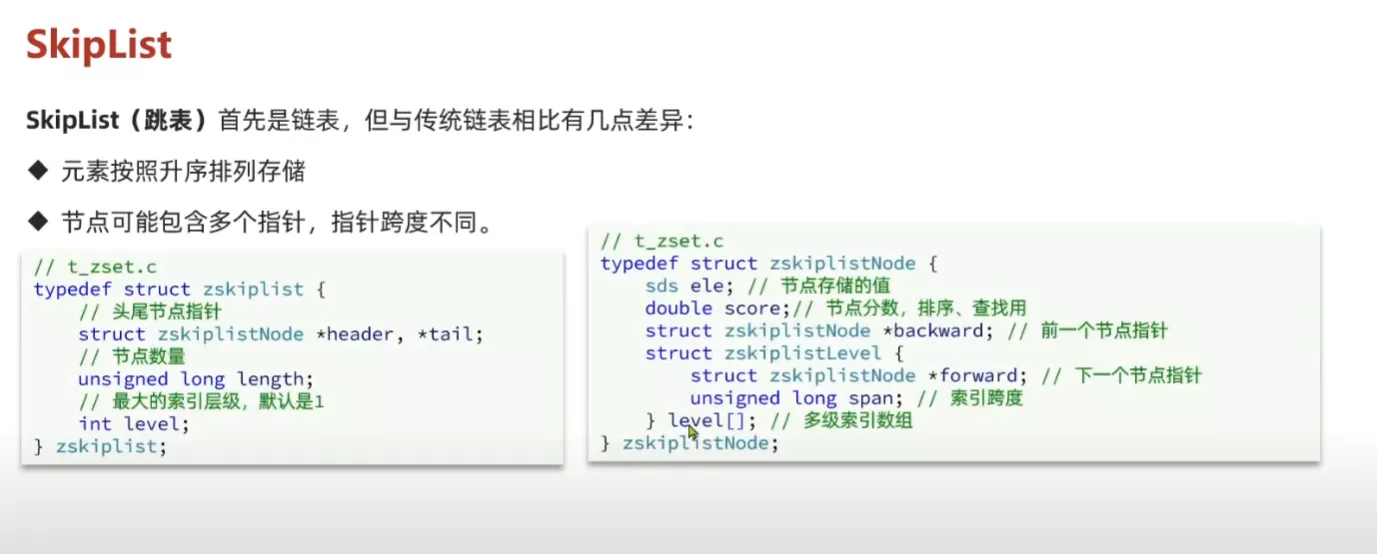 SkipList
SkipList（跳表）首先是链表，但与传统链表相比有几点差异：
◆ 元素按照升序排列存储
◆ 节点可能包含多个指针，指针跨度不同。
// t_zset.c
typedef struct zskiplist {
    // 头尾节点指针
    struct zskiplistNode *header, *tail;
    // 节点数量
    unsigned long length;
    // 最大的索引层级，默认是1
    int level;
} zskiplist;
// t_zset.c
typedef struct zskiplistNode {
    sds ele; // 节点存储的值
    double score;// 节点分数，排序、查找用
    struct zskiplistNode *backward; // 前一个节点指针
    struct zskiplistLevel {
        struct zskiplistNode *forward; // 下一个节点指针
        unsigned long span; // 索引跨度
    } level[]; // 多级索引数组
} zskiplistNode;